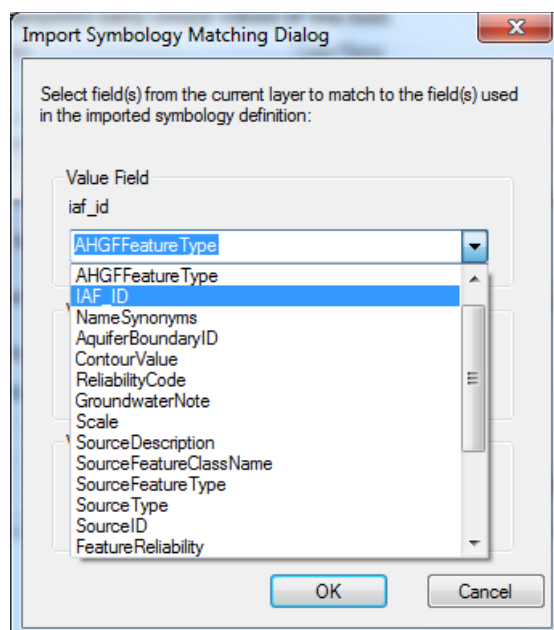 Import Symbology Matching Dialog
Select field(s) from the current layer to match to the field(s) used
in the imported symbology definition:
Value Field
iaf_id
AHGFFeatureType
AHGFFeatureType
IAF_ID
NameSynonyms
AquiferBoundaryID
ContourValue
ReliabilityCode
GroundwaterNote
Scale
SourceDescription
SourceFeatureClassName
SourceFeatureType
SourceType
SourceID
FeatureReliability
OK Cancel